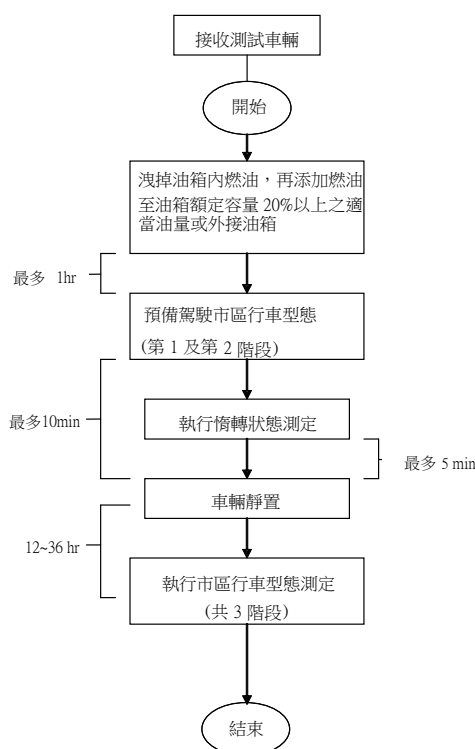 接收測試車輛
開始
洩掉油箱內燃油，再添加燃油
至油箱額定容量 20%以上之適
當油量或外接油箱
最多 1hr
預備駕駛市區行車型態
(第 1 及第 2 階段)
最多10min
執行惰轉狀態測定
最多 5 min
車輛靜置
12~36 hr
執行市區行車型態測定
(共 3 階段)
結束